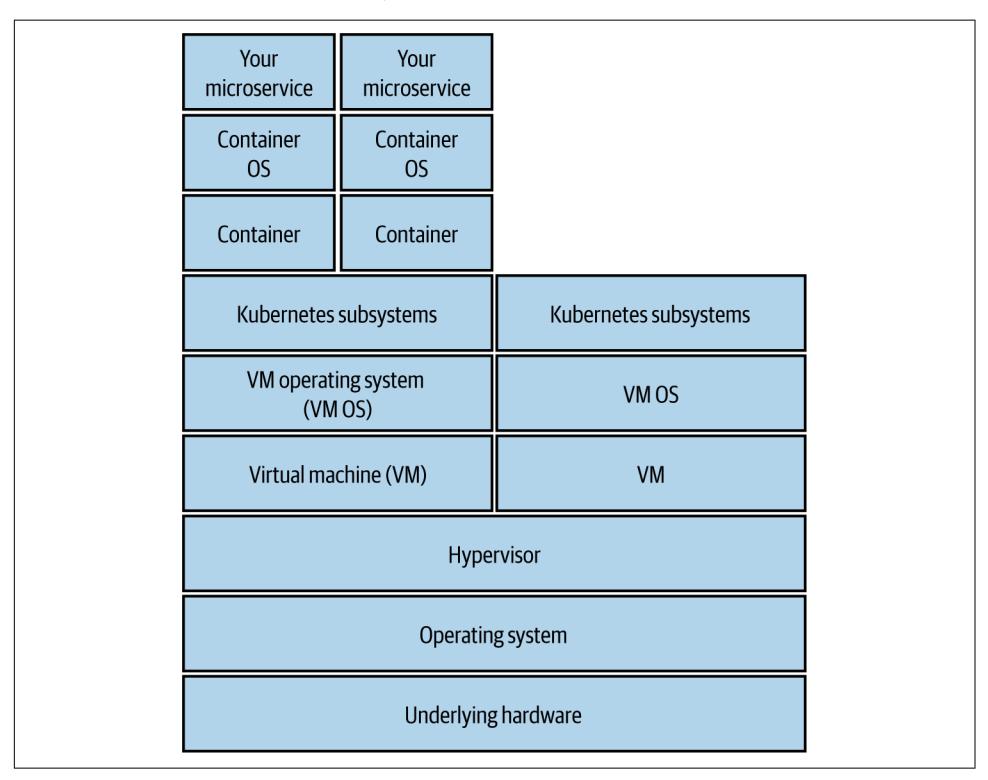 Your
microservice
Your
microservice
Container
OS
Container
OS
Container
Container
Kubernetes subsystems
Kubernetes subsystems
VM operating system
(VM OS)
VM OS
Virtual machine (VM)
VM
Hypervisor
Operating system
Underlying hardware